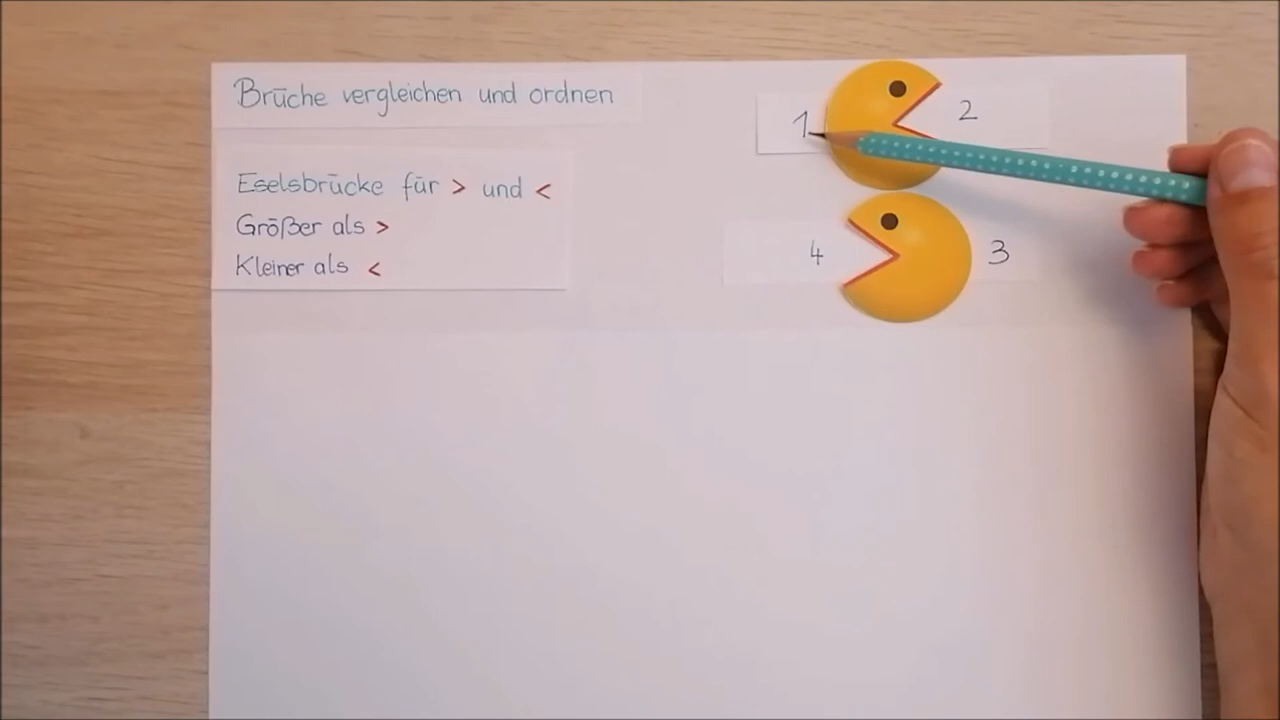 Brüche vergleichen und ordnen
Eselsbrücke für > und <
Größer als >
Kleiner als <
1 2
4 3